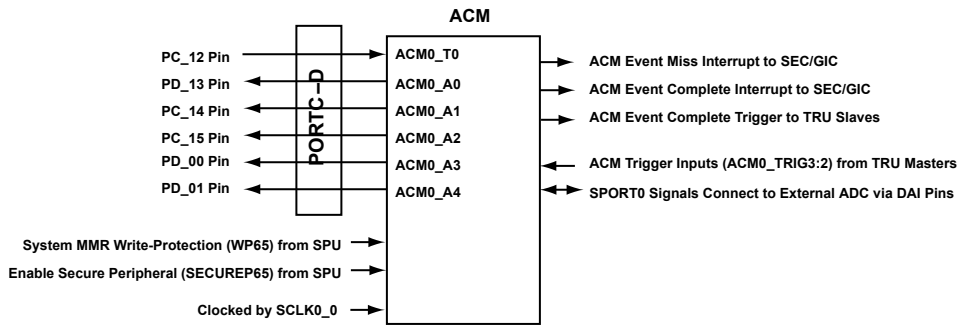 ACM
PC_12 Pin
PD_13 Pin
PC_14 Pin
PC_15 Pin
PD_00 Pin
PD_01 Pin
PORTC–D
ACM0_T0
ACM0_A0
ACM0_A1
ACM0_A2
ACM0_A3
ACM0_A4
System MMR Write-Protection (WP65) from SPU
Enable Secure Peripheral (SECUREP65) from SPU
Clocked by SCLK0_0
ACM Event Miss Interrupt to SEC/GIC
ACM Event Complete Interrupt to SEC/GIC
ACM Event Complete Trigger to TRU Slaves
ACM Trigger Inputs (ACM0_TRIG3:2) from TRU Masters
SPORT0 Signals Connect to External ADC via DAI Pins